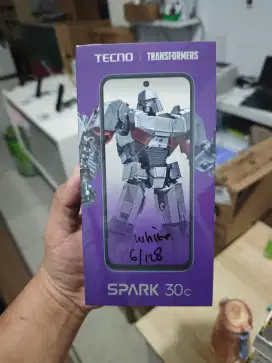 TECNO | TRANSFORMERS
white
6/128
SPARK 30c